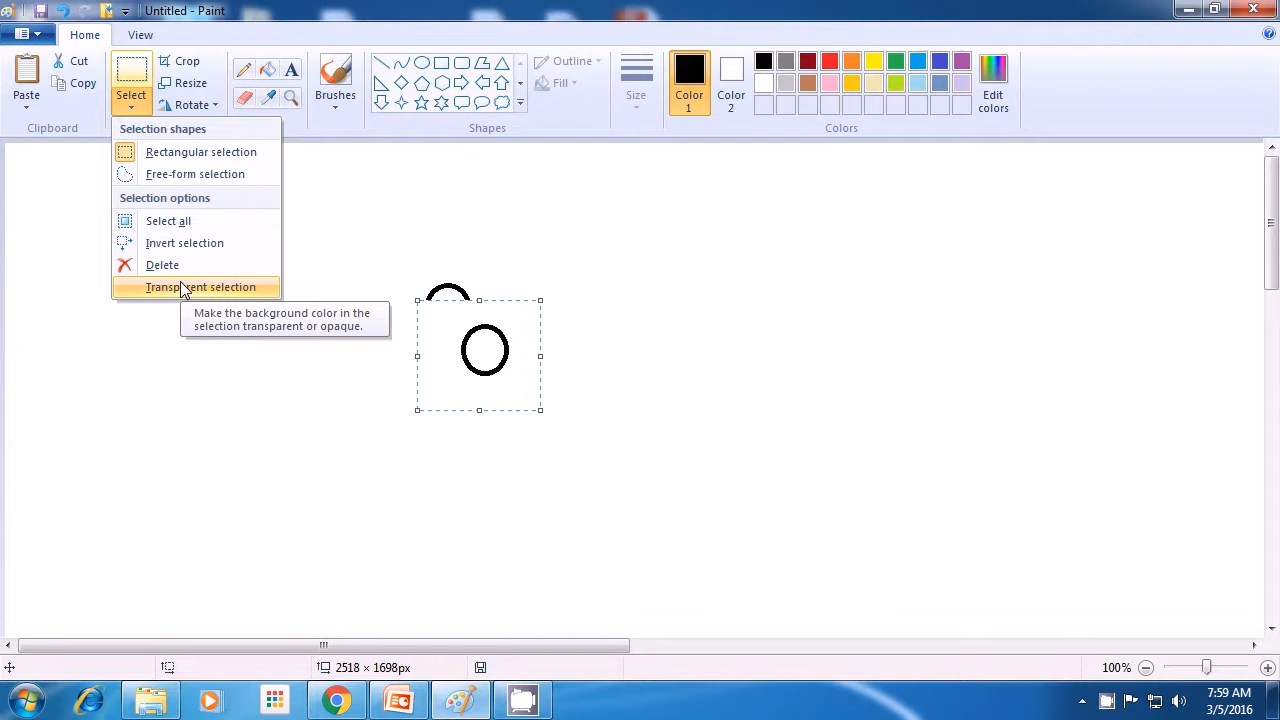 Untitled - Paint
Home View
Paste
Cut
Copy
Clipboard
Select
Crop
Resize
Rotate
A
Brushes
Shapes
Outline
Fill
Size
Color 1
Color 2
Edit colors
Colors
Selection shapes
Rectangular selection
Free-form selection
Selection options
Select all
Invert selection
Delete
Transparent selection
Make the background color in the
selection transparent or opaque.
2518 × 1698px
100%
7:59 AM
3/5/2016